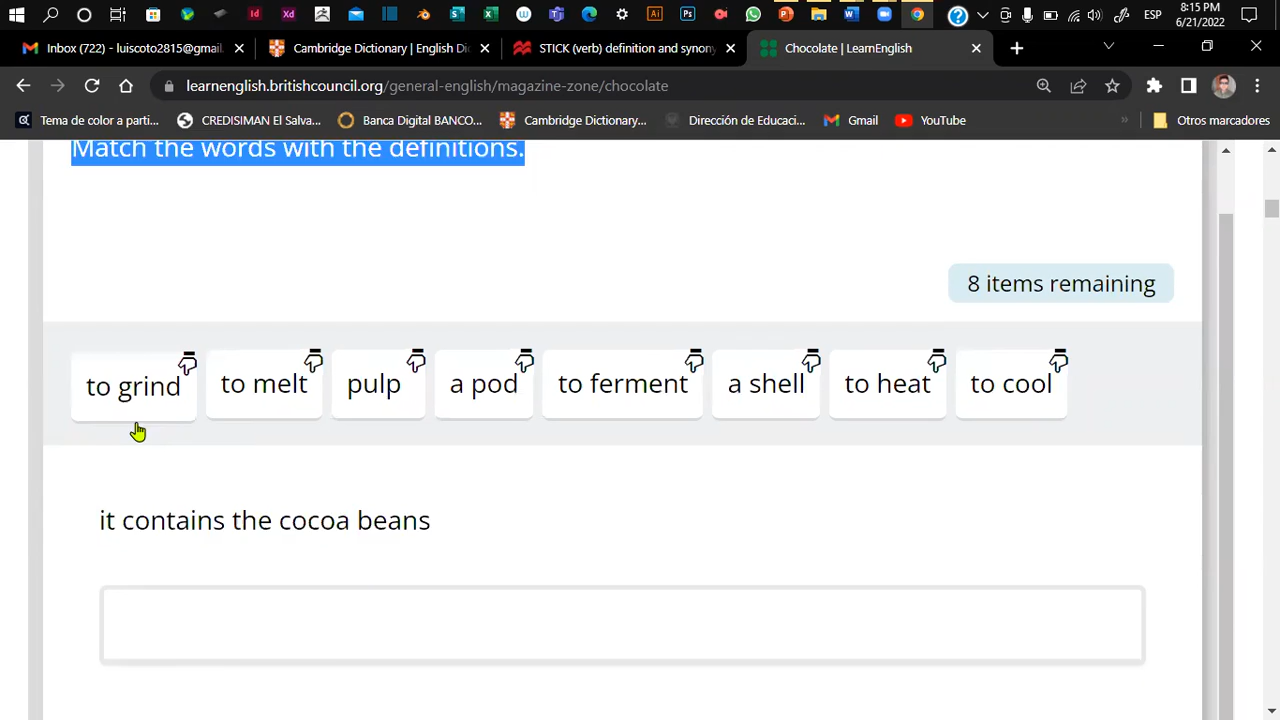 8:15 PM
ESP
6/21/2022
Inbox (722) - luiscoto2815@gmail.
Cambridge Dictionary | English Di
STICK (verb) definition and synony
Chocolate | LearnEnglish
learnenglish.britishcouncil.org/general-english/magazine-zone/chocolate
Tema de color a parti...
CREDISIMAN El Salva...
Banca Digital BANCO...
Cambridge Dictionary...
Dirección de Educaci...
Gmail
YouTube
Otros marcadores
Match the words with the definitions.
8 items remaining
to grind
to melt
pulp
a pod
to ferment
a shell
to heat
to cool
it contains the cocoa beans